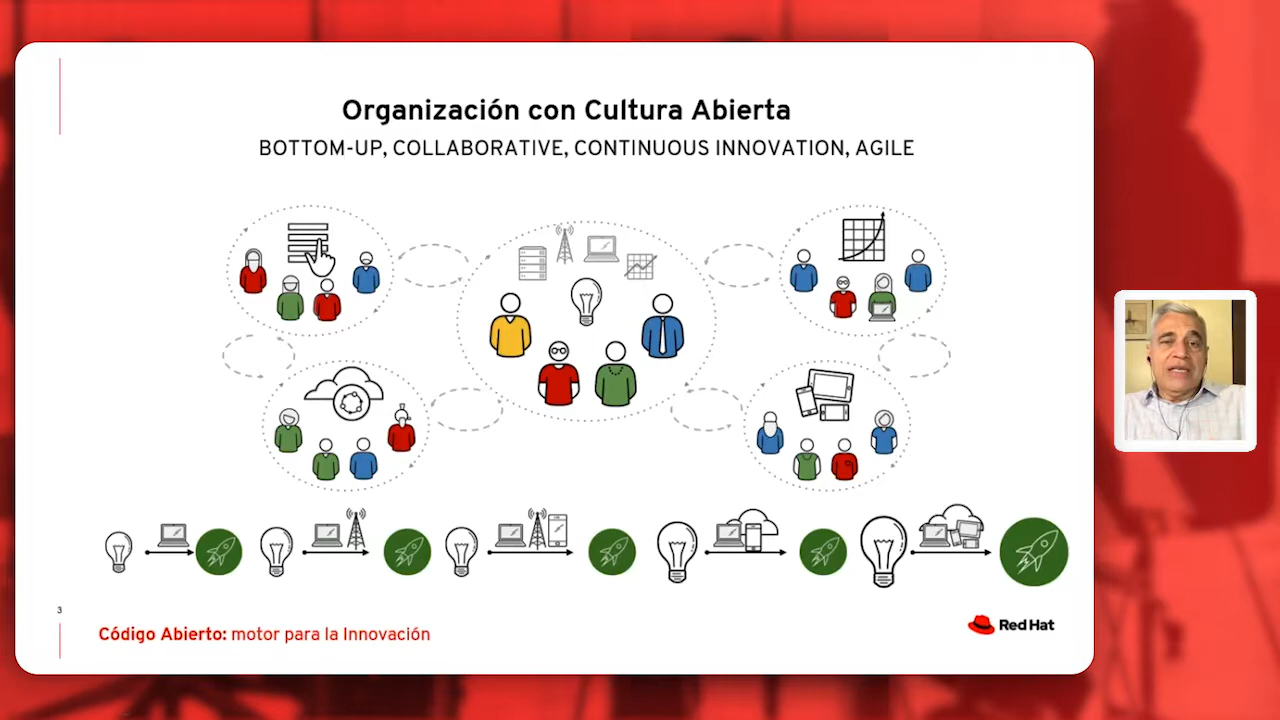 Organización con Cultura Abierta
BOTTOM-UP, COLLABORATIVE, CONTINUOUS INNOVATION, AGILE
3
Código Abierto: motor para la Innovación
Red Hat